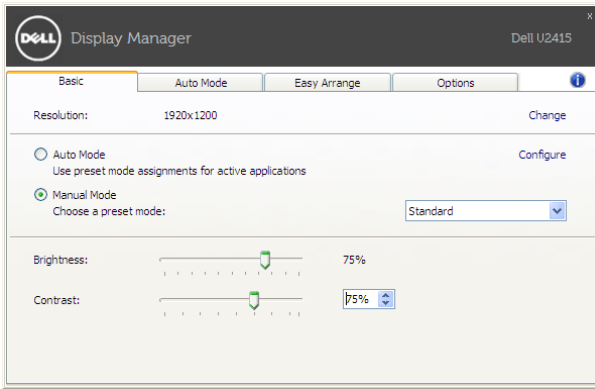 x
DELL Display Manager Dell U2415
Basic Auto Mode Easy Arrange Options i
Resolution: 1920x1200 Change
Auto Mode Configure
Use preset mode assignments for active applications
Manual Mode
Choose a preset mode: Standard
Brightness: 75%
Contrast: 75%